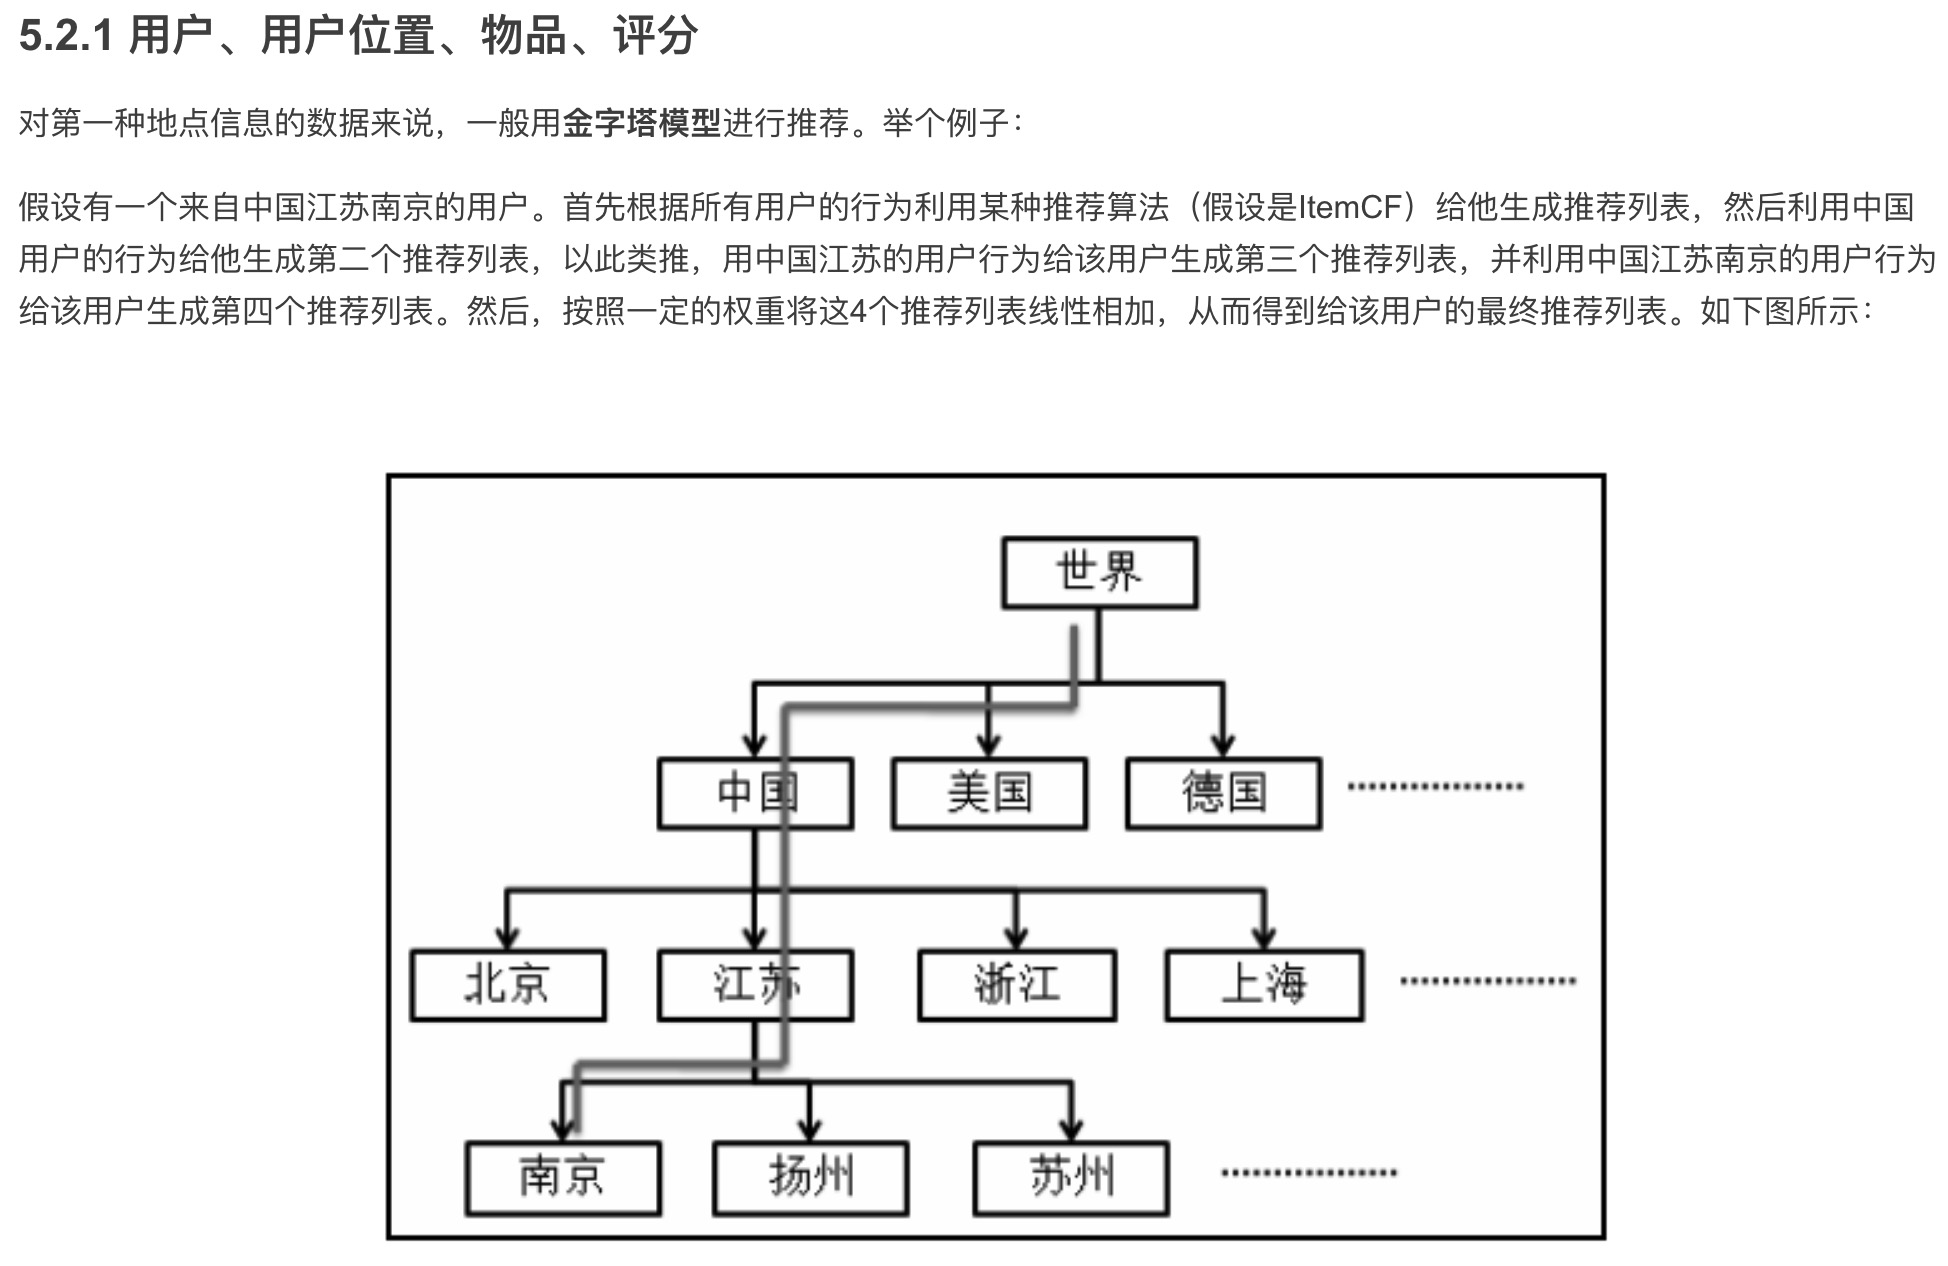 5.2.1 用户、用户位置、物品、评分
对第一种地点信息的数据来说，一般用金字塔模型进行推荐。举个例子：
假设有一个来自中国江苏南京的用户。首先根据所有用户的行为利用某种推荐算法（假设是ItemCF）给他生成推荐列表，然后利用中国
用户的行为给他生成第二个推荐列表，以此类推，用中国江苏的用户行为给该用户生成第三个推荐列表，并利用中国江苏南京的用户行为
给该用户生成第四个推荐列表。然后，按照一定的权重将这4个推荐列表线性相加，从而得到给该用户的最终推荐列表。如下图所示：
世界
中国
美国
德国
北京
江苏
浙江
上海
南京
扬州
苏州